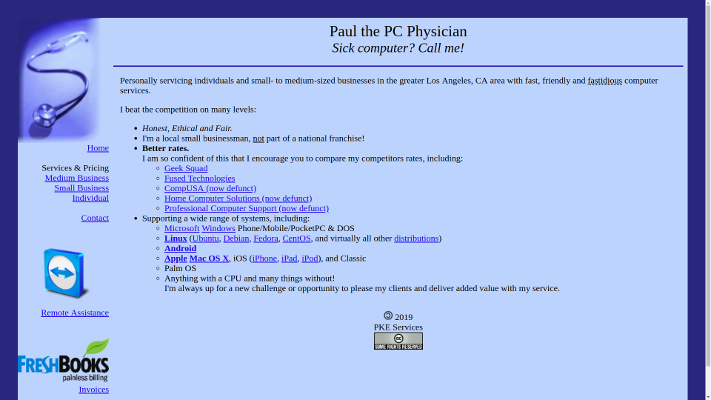 Paul the PC Physician
Sick computer? Call me!
Home
Services & Pricing
Medium Business
Small Business
Individual
Contact
Remote Assistance
FRESHBOOKS
painless billing
Invoices
Personally servicing individuals and small- to medium-sized businesses in the greater Los Angeles, CA area with fast, friendly and fastidious computer
services.
I beat the competition on many levels:
• Honest, Ethical and Fair.
• I'm a local small businessman, not part of a national franchise!
• Better rates.
I am so confident of this that I encourage you to compare my competitors rates, including:
◦ Geek Squad
◦ Fused Technologies
◦ CompUSA (now defunct)
◦ Home Computer Solutions (now defunct)
◦ Professional Computer Support (now defunct)
• Supporting a wide range of systems, including:
◦ Microsoft Windows Phone/Mobile/PocketPC & DOS
◦ Linux (Ubuntu, Debian, Fedora, CentOS, and virtually all other distributions)
◦ Android
◦ Apple Mac OS X, iOS (iPhone, iPad, iPod), and Classic
◦ Palm OS
◦ Anything with a CPU and many things without!
I'm always up for a new challenge or opportunity to please my clients and deliver added value with my service.
🄯 2019
PKE Services
cc
SOME RIGHTS RESERVED